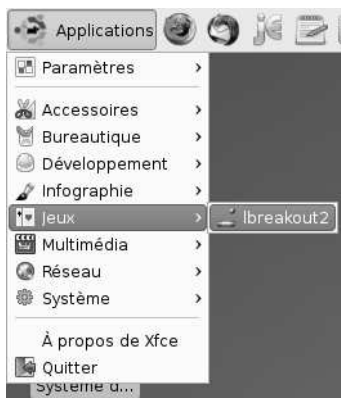 Applications
Paramètres
Accessoires
Bureautique
Développement
Infographie
Jeux
lbreakout2
Multimédia
Réseau
Système
À propos de Xfce
Quitter
Système d...